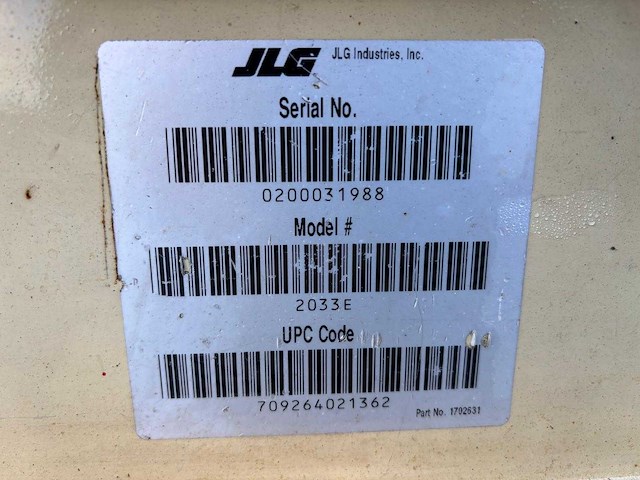 JLG JLG Industries, Inc.
Serial No.
0200031988
Model #
2033E
UPC Code
709264021362
Part No. 1702631